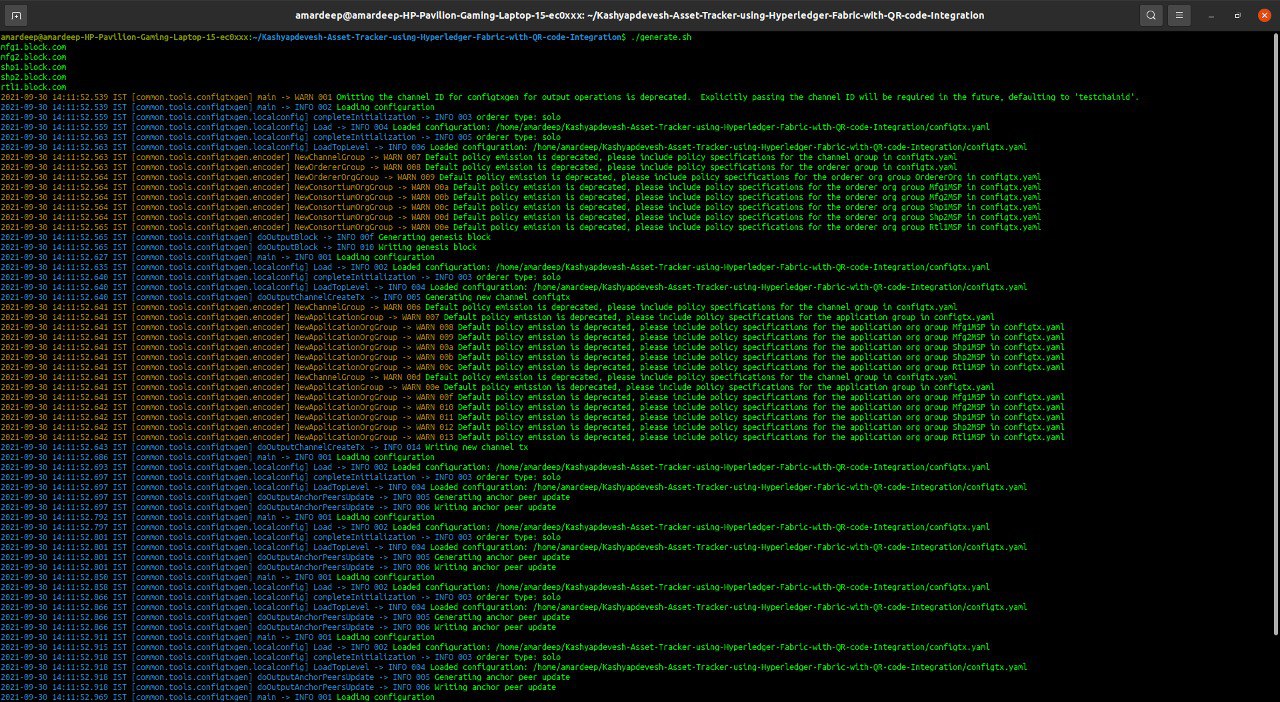 amardeep@amardeep-HP-Pavilion-Gaming-Laptop-15-ec0xxx: ~/Kashyapdevesh-Asset-Tracker-using-Hyperledger-Fabric-with-QR-code-Integration
amardeep@amardeep-HP-Pavilion-Gaming-Laptop-15-ec0xxx:~/Kashyapdevesh-Asset-Tracker-using-Hyperledger-Fabric-with-QR-code-Integration$ ./generate.sh
mfg1.block.com
mfg2.block.com
shp1.block.com
shp2.block.com
rtl1.block.com
2021-09-30 14:11:52.539 IST [common.tools.configtxgen] main -> WARN 001 Omitting the channel ID for configtxgen for output operations is deprecated.  Explicitly passing the channel ID will be required in the future, defaulting to 'testchainid'.
2021-09-30 14:11:52.539 IST [common.tools.configtxgen] main -> INFO 002 Loading configuration
2021-09-30 14:11:52.559 IST [common.tools.configtxgen.localconfig] completeInitialization -> INFO 003 orderer type: solo
2021-09-30 14:11:52.559 IST [common.tools.configtxgen.localconfig] Load -> INFO 004 Loaded configuration: /home/amardeep/Kashyapdevesh-Asset-Tracker-using-Hyperledger-Fabric-with-QR-code-Integration/configtx.yaml
2021-09-30 14:11:52.563 IST [common.tools.configtxgen.localconfig] completeInitialization -> INFO 005 orderer type: solo
2021-09-30 14:11:52.563 IST [common.tools.configtxgen.localconfig] LoadTopLevel -> INFO 006 Loaded configuration: /home/amardeep/Kashyapdevesh-Asset-Tracker-using-Hyperledger-Fabric-with-QR-code-Integration/configtx.yaml
2021-09-30 14:11:52.563 IST [common.tools.configtxgen.encoder] NewChannelGroup -> WARN 007 Default policy emission is deprecated, please include policy specifications for the channel group in configtx.yaml
2021-09-30 14:11:52.563 IST [common.tools.configtxgen.encoder] NewOrdererGroup -> WARN 008 Default policy emission is deprecated, please include policy specifications for the orderer group in configtx.yaml
2021-09-30 14:11:52.564 IST [common.tools.configtxgen.encoder] NewOrdererOrgGroup -> WARN 009 Default policy emission is deprecated, please include policy specifications for the orderer org group OrdererOrg in configtx.yaml
2021-09-30 14:11:52.564 IST [common.tools.configtxgen.encoder] NewConsortiumOrgGroup -> WARN 00a Default policy emission is deprecated, please include policy specifications for the orderer org group Mfg1MSP in configtx.yaml
2021-09-30 14:11:52.564 IST [common.tools.configtxgen.encoder] NewConsortiumOrgGroup -> WARN 00b Default policy emission is deprecated, please include policy specifications for the orderer org group Mfg2MSP in configtx.yaml
2021-09-30 14:11:52.564 IST [common.tools.configtxgen.encoder] NewConsortiumOrgGroup -> WARN 00c Default policy emission is deprecated, please include policy specifications for the orderer org group Shp1MSP in configtx.yaml
2021-09-30 14:11:52.564 IST [common.tools.configtxgen.encoder] NewConsortiumOrgGroup -> WARN 00d Default policy emission is deprecated, please include policy specifications for the orderer org group Shp2MSP in configtx.yaml
2021-09-30 14:11:52.565 IST [common.tools.configtxgen.encoder] NewConsortiumOrgGroup -> WARN 00e Default policy emission is deprecated, please include policy specifications for the orderer org group Rtl1MSP in configtx.yaml
2021-09-30 14:11:52.565 IST [common.tools.configtxgen] doOutputBlock -> INFO 00f Generating genesis block
2021-09-30 14:11:52.565 IST [common.tools.configtxgen] doOutputBlock -> INFO 010 Writing genesis block
2021-09-30 14:11:52.627 IST [common.tools.configtxgen] main -> INFO 001 Loading configuration
2021-09-30 14:11:52.635 IST [common.tools.configtxgen.localconfig] Load -> INFO 002 Loaded configuration: /home/amardeep/Kashyapdevesh-Asset-Tracker-using-Hyperledger-Fabric-with-QR-code-Integration/configtx.yaml
2021-09-30 14:11:52.640 IST [common.tools.configtxgen.localconfig] completeInitialization -> INFO 003 orderer type: solo
2021-09-30 14:11:52.640 IST [common.tools.configtxgen.localconfig] LoadTopLevel -> INFO 004 Loaded configuration: /home/amardeep/Kashyapdevesh-Asset-Tracker-using-Hyperledger-Fabric-with-QR-code-Integration/configtx.yaml
2021-09-30 14:11:52.640 IST [common.tools.configtxgen] doOutputChannelCreateTx -> INFO 005 Generating new channel configtx
2021-09-30 14:11:52.641 IST [common.tools.configtxgen.encoder] NewChannelGroup -> WARN 006 Default policy emission is deprecated, please include policy specifications for the channel group in configtx.yaml
2021-09-30 14:11:52.641 IST [common.tools.configtxgen.encoder] NewApplicationGroup -> WARN 007 Default policy emission is deprecated, please include policy specifications for the application group in configtx.yaml
2021-09-30 14:11:52.641 IST [common.tools.configtxgen.encoder] NewApplicationOrgGroup -> WARN 008 Default policy emission is deprecated, please include policy specifications for the application org group Mfg1MSP in configtx.yaml
2021-09-30 14:11:52.641 IST [common.tools.configtxgen.encoder] NewApplicationOrgGroup -> WARN 009 Default policy emission is deprecated, please include policy specifications for the application org group Mfg2MSP in configtx.yaml
2021-09-30 14:11:52.641 IST [common.tools.configtxgen.encoder] NewApplicationOrgGroup -> WARN 00a Default policy emission is deprecated, please include policy specifications for the application org group Shp1MSP in configtx.yaml
2021-09-30 14:11:52.641 IST [common.tools.configtxgen.encoder] NewApplicationOrgGroup -> WARN 00b Default policy emission is deprecated, please include policy specifications for the application org group Shp2MSP in configtx.yaml
2021-09-30 14:11:52.641 IST [common.tools.configtxgen.encoder] NewApplicationOrgGroup -> WARN 00c Default policy emission is deprecated, please include policy specifications for the application org group Rtl1MSP in configtx.yaml
2021-09-30 14:11:52.641 IST [common.tools.configtxgen.encoder] NewChannelGroup -> WARN 00d Default policy emission is deprecated, please include policy specifications for the channel group in configtx.yaml
2021-09-30 14:11:52.641 IST [common.tools.configtxgen.encoder] NewApplicationGroup -> WARN 00e Default policy emission is deprecated, please include policy specifications for the application group in configtx.yaml
2021-09-30 14:11:52.641 IST [common.tools.configtxgen.encoder] NewApplicationOrgGroup -> WARN 00f Default policy emission is deprecated, please include policy specifications for the application org group Mfg1MSP in configtx.yaml
2021-09-30 14:11:52.642 IST [common.tools.configtxgen.encoder] NewApplicationOrgGroup -> WARN 010 Default policy emission is deprecated, please include policy specifications for the application org group Mfg2MSP in configtx.yaml
2021-09-30 14:11:52.642 IST [common.tools.configtxgen.encoder] NewApplicationOrgGroup -> WARN 011 Default policy emission is deprecated, please include policy specifications for the application org group Shp1MSP in configtx.yaml
2021-09-30 14:11:52.642 IST [common.tools.configtxgen.encoder] NewApplicationOrgGroup -> WARN 012 Default policy emission is deprecated, please include policy specifications for the application org group Shp2MSP in configtx.yaml
2021-09-30 14:11:52.642 IST [common.tools.configtxgen.encoder] NewApplicationOrgGroup -> WARN 013 Default policy emission is deprecated, please include policy specifications for the application org group Rtl1MSP in configtx.yaml
2021-09-30 14:11:52.643 IST [common.tools.configtxgen] doOutputChannelCreateTx -> INFO 014 Writing new channel tx
2021-09-30 14:11:52.686 IST [common.tools.configtxgen] main -> INFO 001 Loading configuration
2021-09-30 14:11:52.693 IST [common.tools.configtxgen.localconfig] Load -> INFO 002 Loaded configuration: /home/amardeep/Kashyapdevesh-Asset-Tracker-using-Hyperledger-Fabric-with-QR-code-Integration/configtx.yaml
2021-09-30 14:11:52.697 IST [common.tools.configtxgen.localconfig] completeInitialization -> INFO 003 orderer type: solo
2021-09-30 14:11:52.697 IST [common.tools.configtxgen.localconfig] LoadTopLevel -> INFO 004 Loaded configuration: /home/amardeep/Kashyapdevesh-Asset-Tracker-using-Hyperledger-Fabric-with-QR-code-Integration/configtx.yaml
2021-09-30 14:11:52.697 IST [common.tools.configtxgen] doOutputAnchorPeersUpdate -> INFO 005 Generating anchor peer update
2021-09-30 14:11:52.697 IST [common.tools.configtxgen] doOutputAnchorPeersUpdate -> INFO 006 Writing anchor peer update
2021-09-30 14:11:52.792 IST [common.tools.configtxgen] main -> INFO 001 Loading configuration
2021-09-30 14:11:52.797 IST [common.tools.configtxgen.localconfig] Load -> INFO 002 Loaded configuration: /home/amardeep/Kashyapdevesh-Asset-Tracker-using-Hyperledger-Fabric-with-QR-code-Integration/configtx.yaml
2021-09-30 14:11:52.801 IST [common.tools.configtxgen.localconfig] completeInitialization -> INFO 003 orderer type: solo
2021-09-30 14:11:52.801 IST [common.tools.configtxgen.localconfig] LoadTopLevel -> INFO 004 Loaded configuration: /home/amardeep/Kashyapdevesh-Asset-Tracker-using-Hyperledger-Fabric-with-QR-code-Integration/configtx.yaml
2021-09-30 14:11:52.801 IST [common.tools.configtxgen] doOutputAnchorPeersUpdate -> INFO 005 Generating anchor peer update
2021-09-30 14:11:52.801 IST [common.tools.configtxgen] doOutputAnchorPeersUpdate -> INFO 006 Writing anchor peer update
2021-09-30 14:11:52.850 IST [common.tools.configtxgen] main -> INFO 001 Loading configuration
2021-09-30 14:11:52.858 IST [common.tools.configtxgen.localconfig] Load -> INFO 002 Loaded configuration: /home/amardeep/Kashyapdevesh-Asset-Tracker-using-Hyperledger-Fabric-with-QR-code-Integration/configtx.yaml
2021-09-30 14:11:52.866 IST [common.tools.configtxgen.localconfig] completeInitialization -> INFO 003 orderer type: solo
2021-09-30 14:11:52.866 IST [common.tools.configtxgen.localconfig] LoadTopLevel -> INFO 004 Loaded configuration: /home/amardeep/Kashyapdevesh-Asset-Tracker-using-Hyperledger-Fabric-with-QR-code-Integration/configtx.yaml
2021-09-30 14:11:52.866 IST [common.tools.configtxgen] doOutputAnchorPeersUpdate -> INFO 005 Generating anchor peer update
2021-09-30 14:11:52.866 IST [common.tools.configtxgen] doOutputAnchorPeersUpdate -> INFO 006 Writing anchor peer update
2021-09-30 14:11:52.911 IST [common.tools.configtxgen] main -> INFO 001 Loading configuration
2021-09-30 14:11:52.915 IST [common.tools.configtxgen.localconfig] Load -> INFO 002 Loaded configuration: /home/amardeep/Kashyapdevesh-Asset-Tracker-using-Hyperledger-Fabric-with-QR-code-Integration/configtx.yaml
2021-09-30 14:11:52.918 IST [common.tools.configtxgen.localconfig] completeInitialization -> INFO 003 orderer type: solo
2021-09-30 14:11:52.918 IST [common.tools.configtxgen.localconfig] LoadTopLevel -> INFO 004 Loaded configuration: /home/amardeep/Kashyapdevesh-Asset-Tracker-using-Hyperledger-Fabric-with-QR-code-Integration/configtx.yaml
2021-09-30 14:11:52.918 IST [common.tools.configtxgen] doOutputAnchorPeersUpdate -> INFO 005 Generating anchor peer update
2021-09-30 14:11:52.918 IST [common.tools.configtxgen] doOutputAnchorPeersUpdate -> INFO 006 Writing anchor peer update
2021-09-30 14:11:52.969 IST [common.tools.configtxgen] main -> INFO 001 Loading configuration